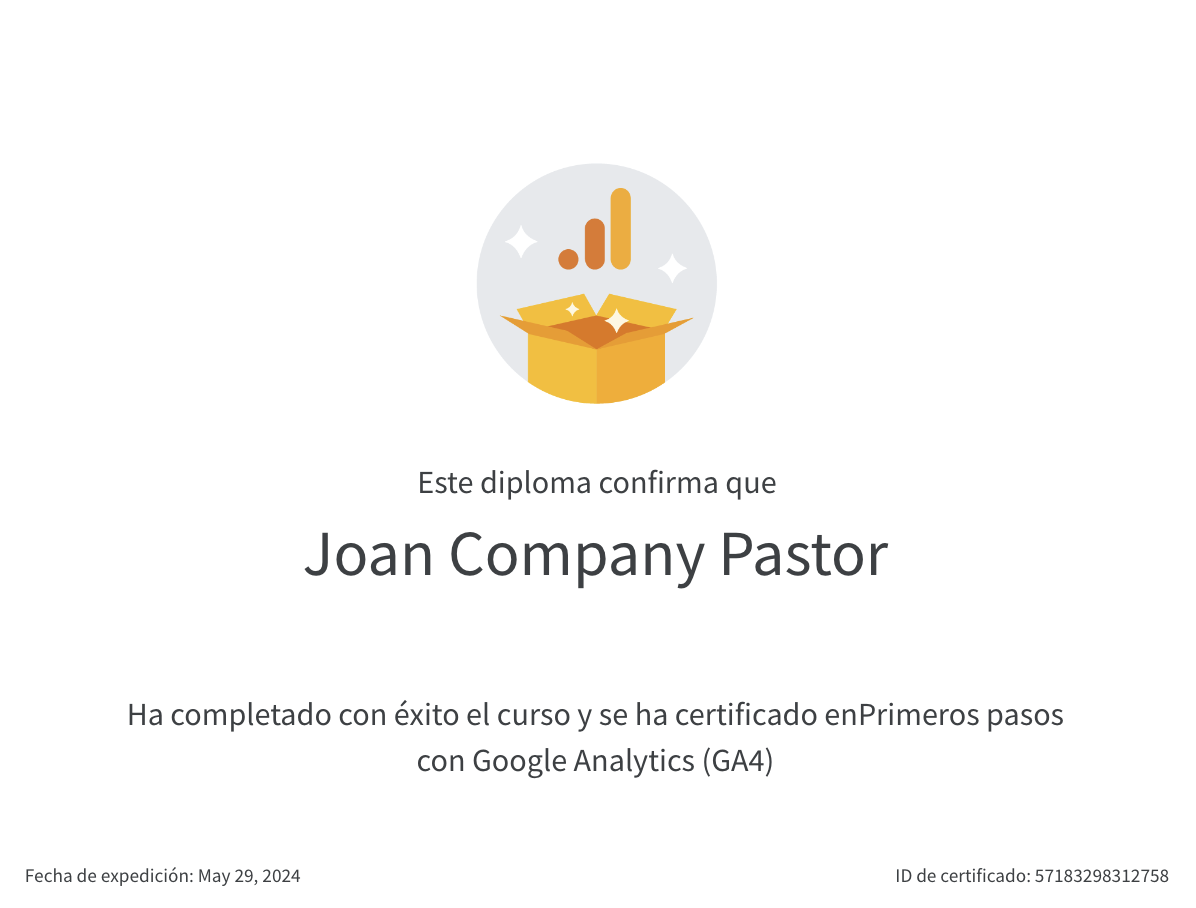 Este diploma confirma que
Joan Company Pastor
Ha completado con éxito el curso y se ha certificado enPrimeros pasos
con Google Analytics (GA4)
Fecha de expedición: May 29, 2024
ID de certificado: 57183298312758